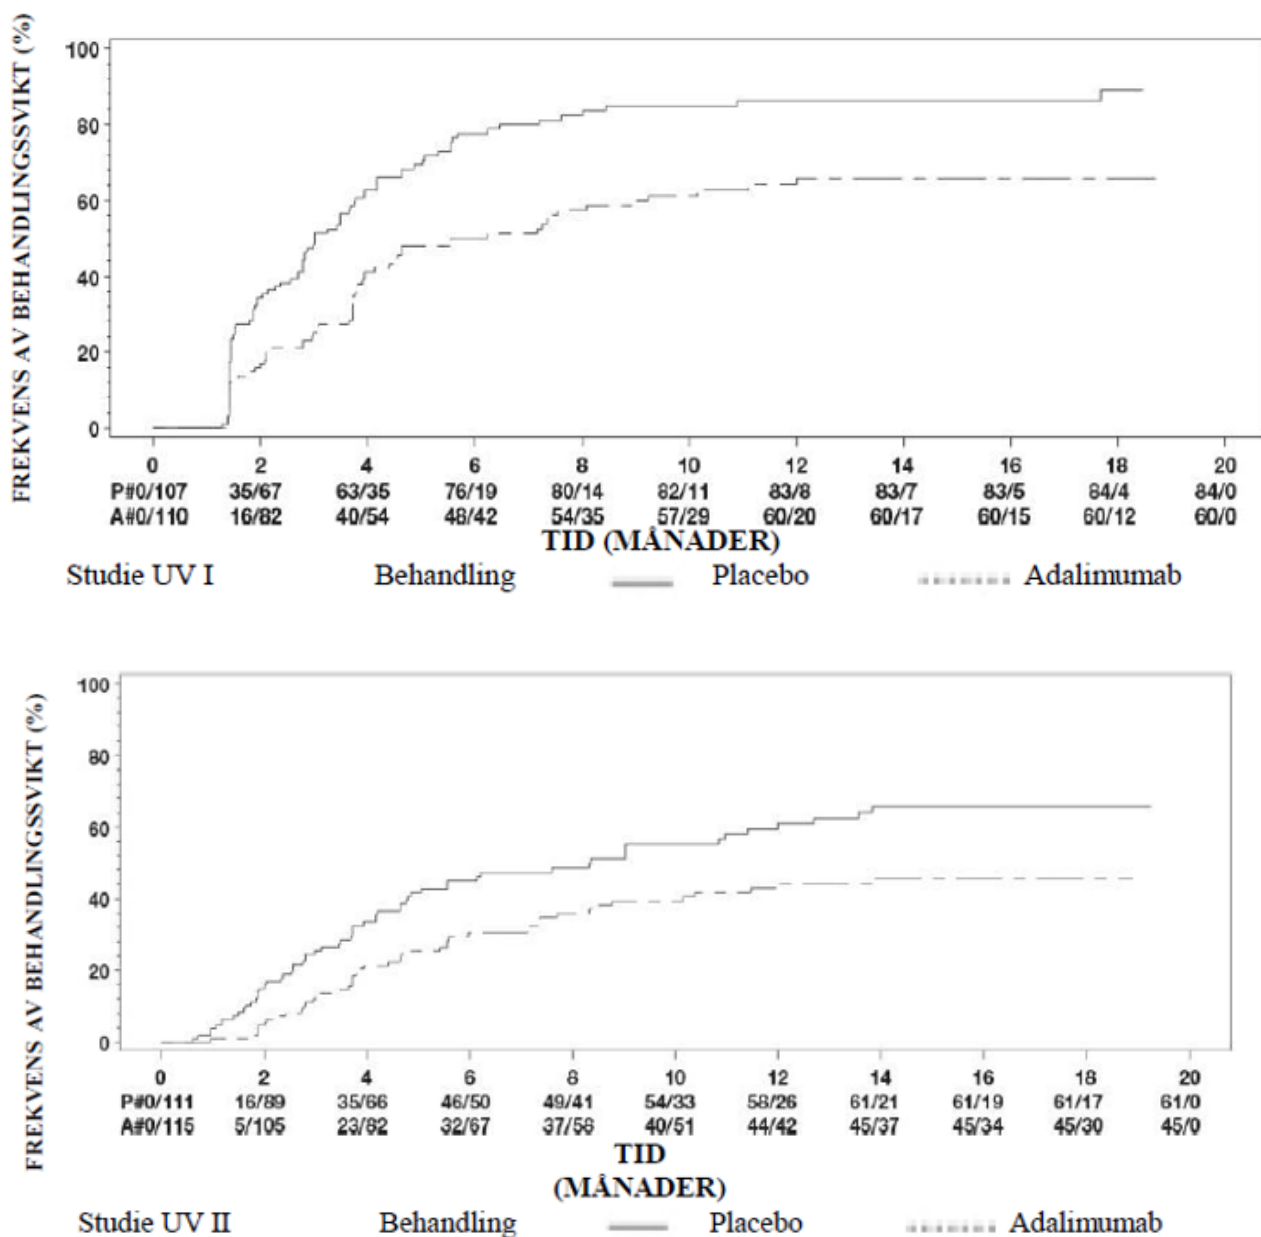 FREKVENS AV BEHANDLINGSSVIKT (%)
100
80
60
40
20
0
0 2 4 6 8 10 12 14 16 18 20
P#0/107 35/67 63/35 76/19 80/14 82/11 83/8 83/7 83/5 84/4 84/0
A#0/110 16/82 40/54 48/42 54/35 57/29 60/20 60/17 60/15 60/12 60/0
TID (MÅNADER)
Studie UV I Behandling Placebo Adalimumab
FREKVENS AV BEHANDLINGSSVIKT (%)
100
80
60
40
20
0
0 2 4 6 8 10 12 14 16 18 20
P#0/111 16/89 35/66 46/50 49/41 54/33 58/26 61/21 61/19 61/17 61/0
A#0/115 5/105 23/82 32/67 37/56 40/51 44/42 45/37 45/34 45/30 45/0
TID
(MÅNADER)
Studie UV II Behandling Placebo Adalimumab